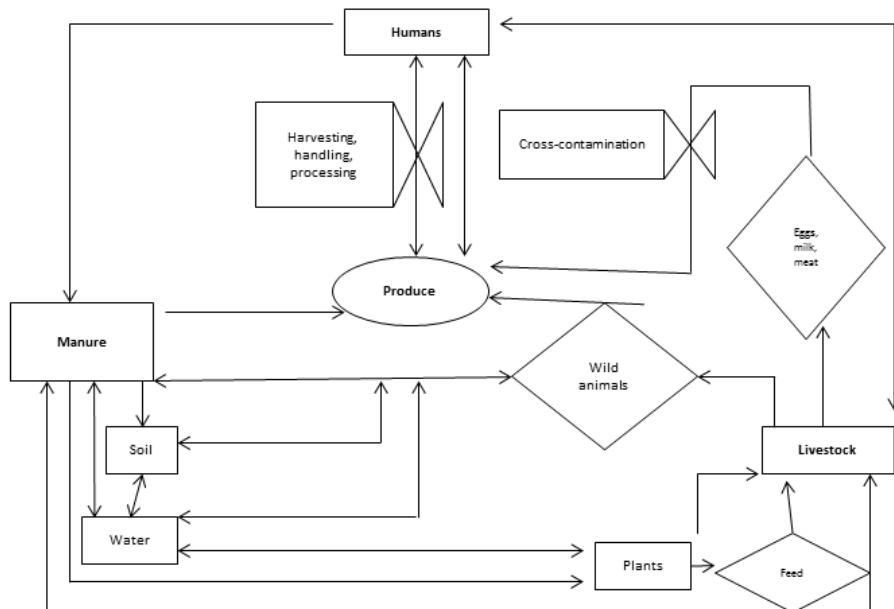 Humans
Harvesting,
handling,
processing
Cross-contamination
Eggs,
milk,
meat
Produce
Manure
Wild
animals
Soil
Livestock
Water
Plants
Feed